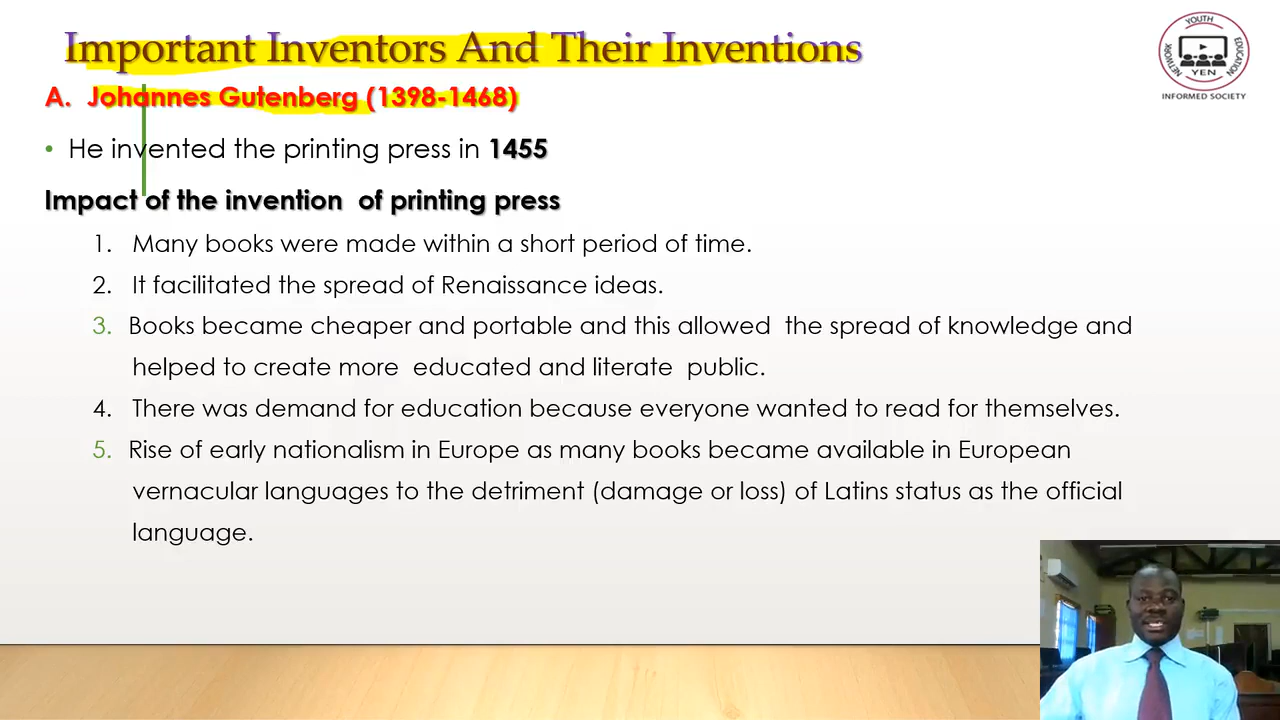 Important Inventors And Their Inventions
A. Johannes Gutenberg (1398-1468)
• He invented the printing press in 1455
Impact of the invention of printing press
1. Many books were made within a short period of time.
2. It facilitated the spread of Renaissance ideas.
3. Books became cheaper and portable and this allowed the spread of knowledge and
helped to create more educated and literate public.
4. There was demand for education because everyone wanted to read for themselves.
5. Rise of early nationalism in Europe as many books became available in European
vernacular languages to the detriment (damage or loss) of Latins status as the official
language.
YOUTH
EDUCATION
NETWORK
YEN
INFORMED SOCIETY